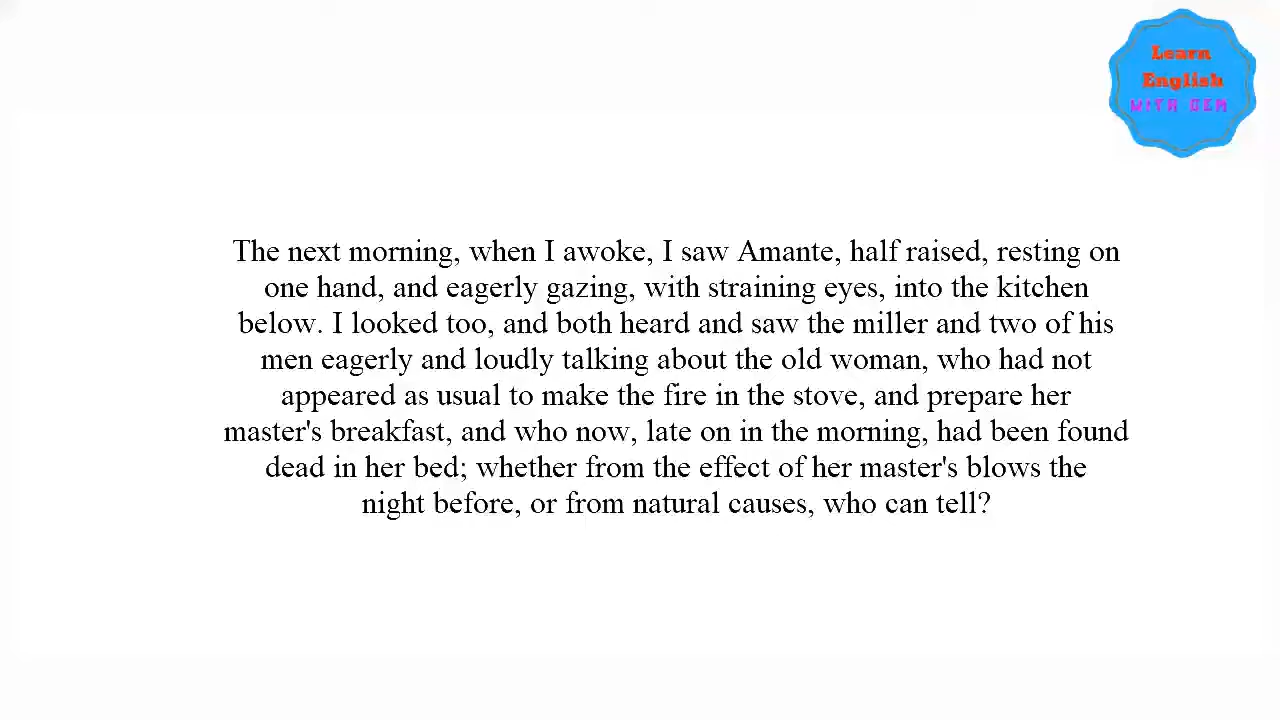 Learn
English
WITH GEM
The next morning, when I awoke, I saw Amante, half raised, resting on
one hand, and eagerly gazing, with straining eyes, into the kitchen
below. I looked too, and both heard and saw the miller and two of his
men eagerly and loudly talking about the old woman, who had not
appeared as usual to make the fire in the stove, and prepare her
master's breakfast, and who now, late on in the morning, had been found
dead in her bed; whether from the effect of her master's blows the
night before, or from natural causes, who can tell?